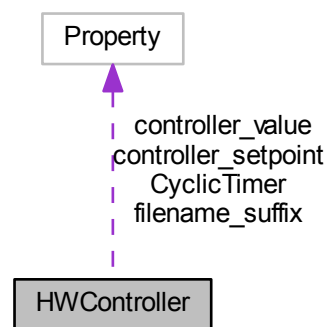 Property
controller_value
controller_setpoint
CyclicTimer
filename_suffix
HWController